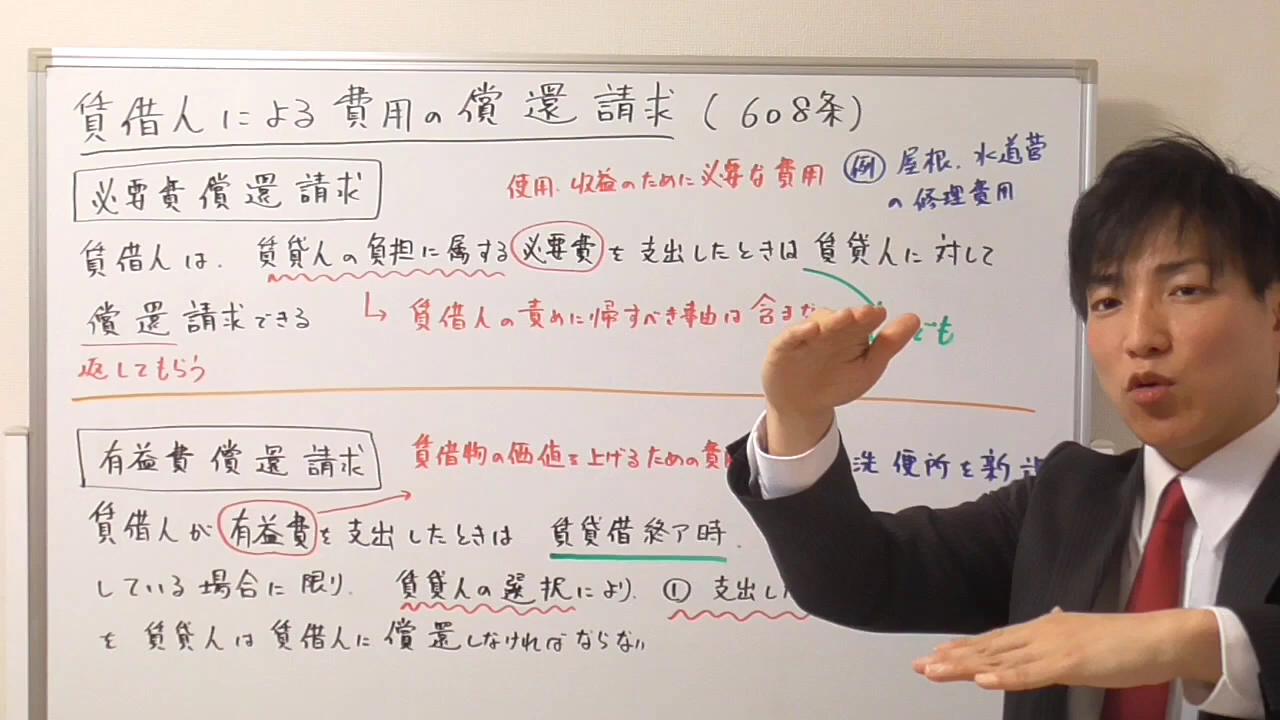 賃借人による費用の償還請求(608条)
必要費償還請求
使用、収益のために必要な費用
例 屋根、水道管
の修理費用
賃借人は、賃貸人の負担に属する必要費を支出したときは賃貸人に対して
償還請求できる
賃借人の責めに帰すべき事由は含まな
でも
返してもらう
有益費償還請求
賃借物の価値を上げるための費
洗便所を新設
賃借人が有益費を支出したときは 賃貸借終了時、
している場合に限り、賃貸人の選択により、① 支出し
を賃貸人は賃借人に償還しなければならない